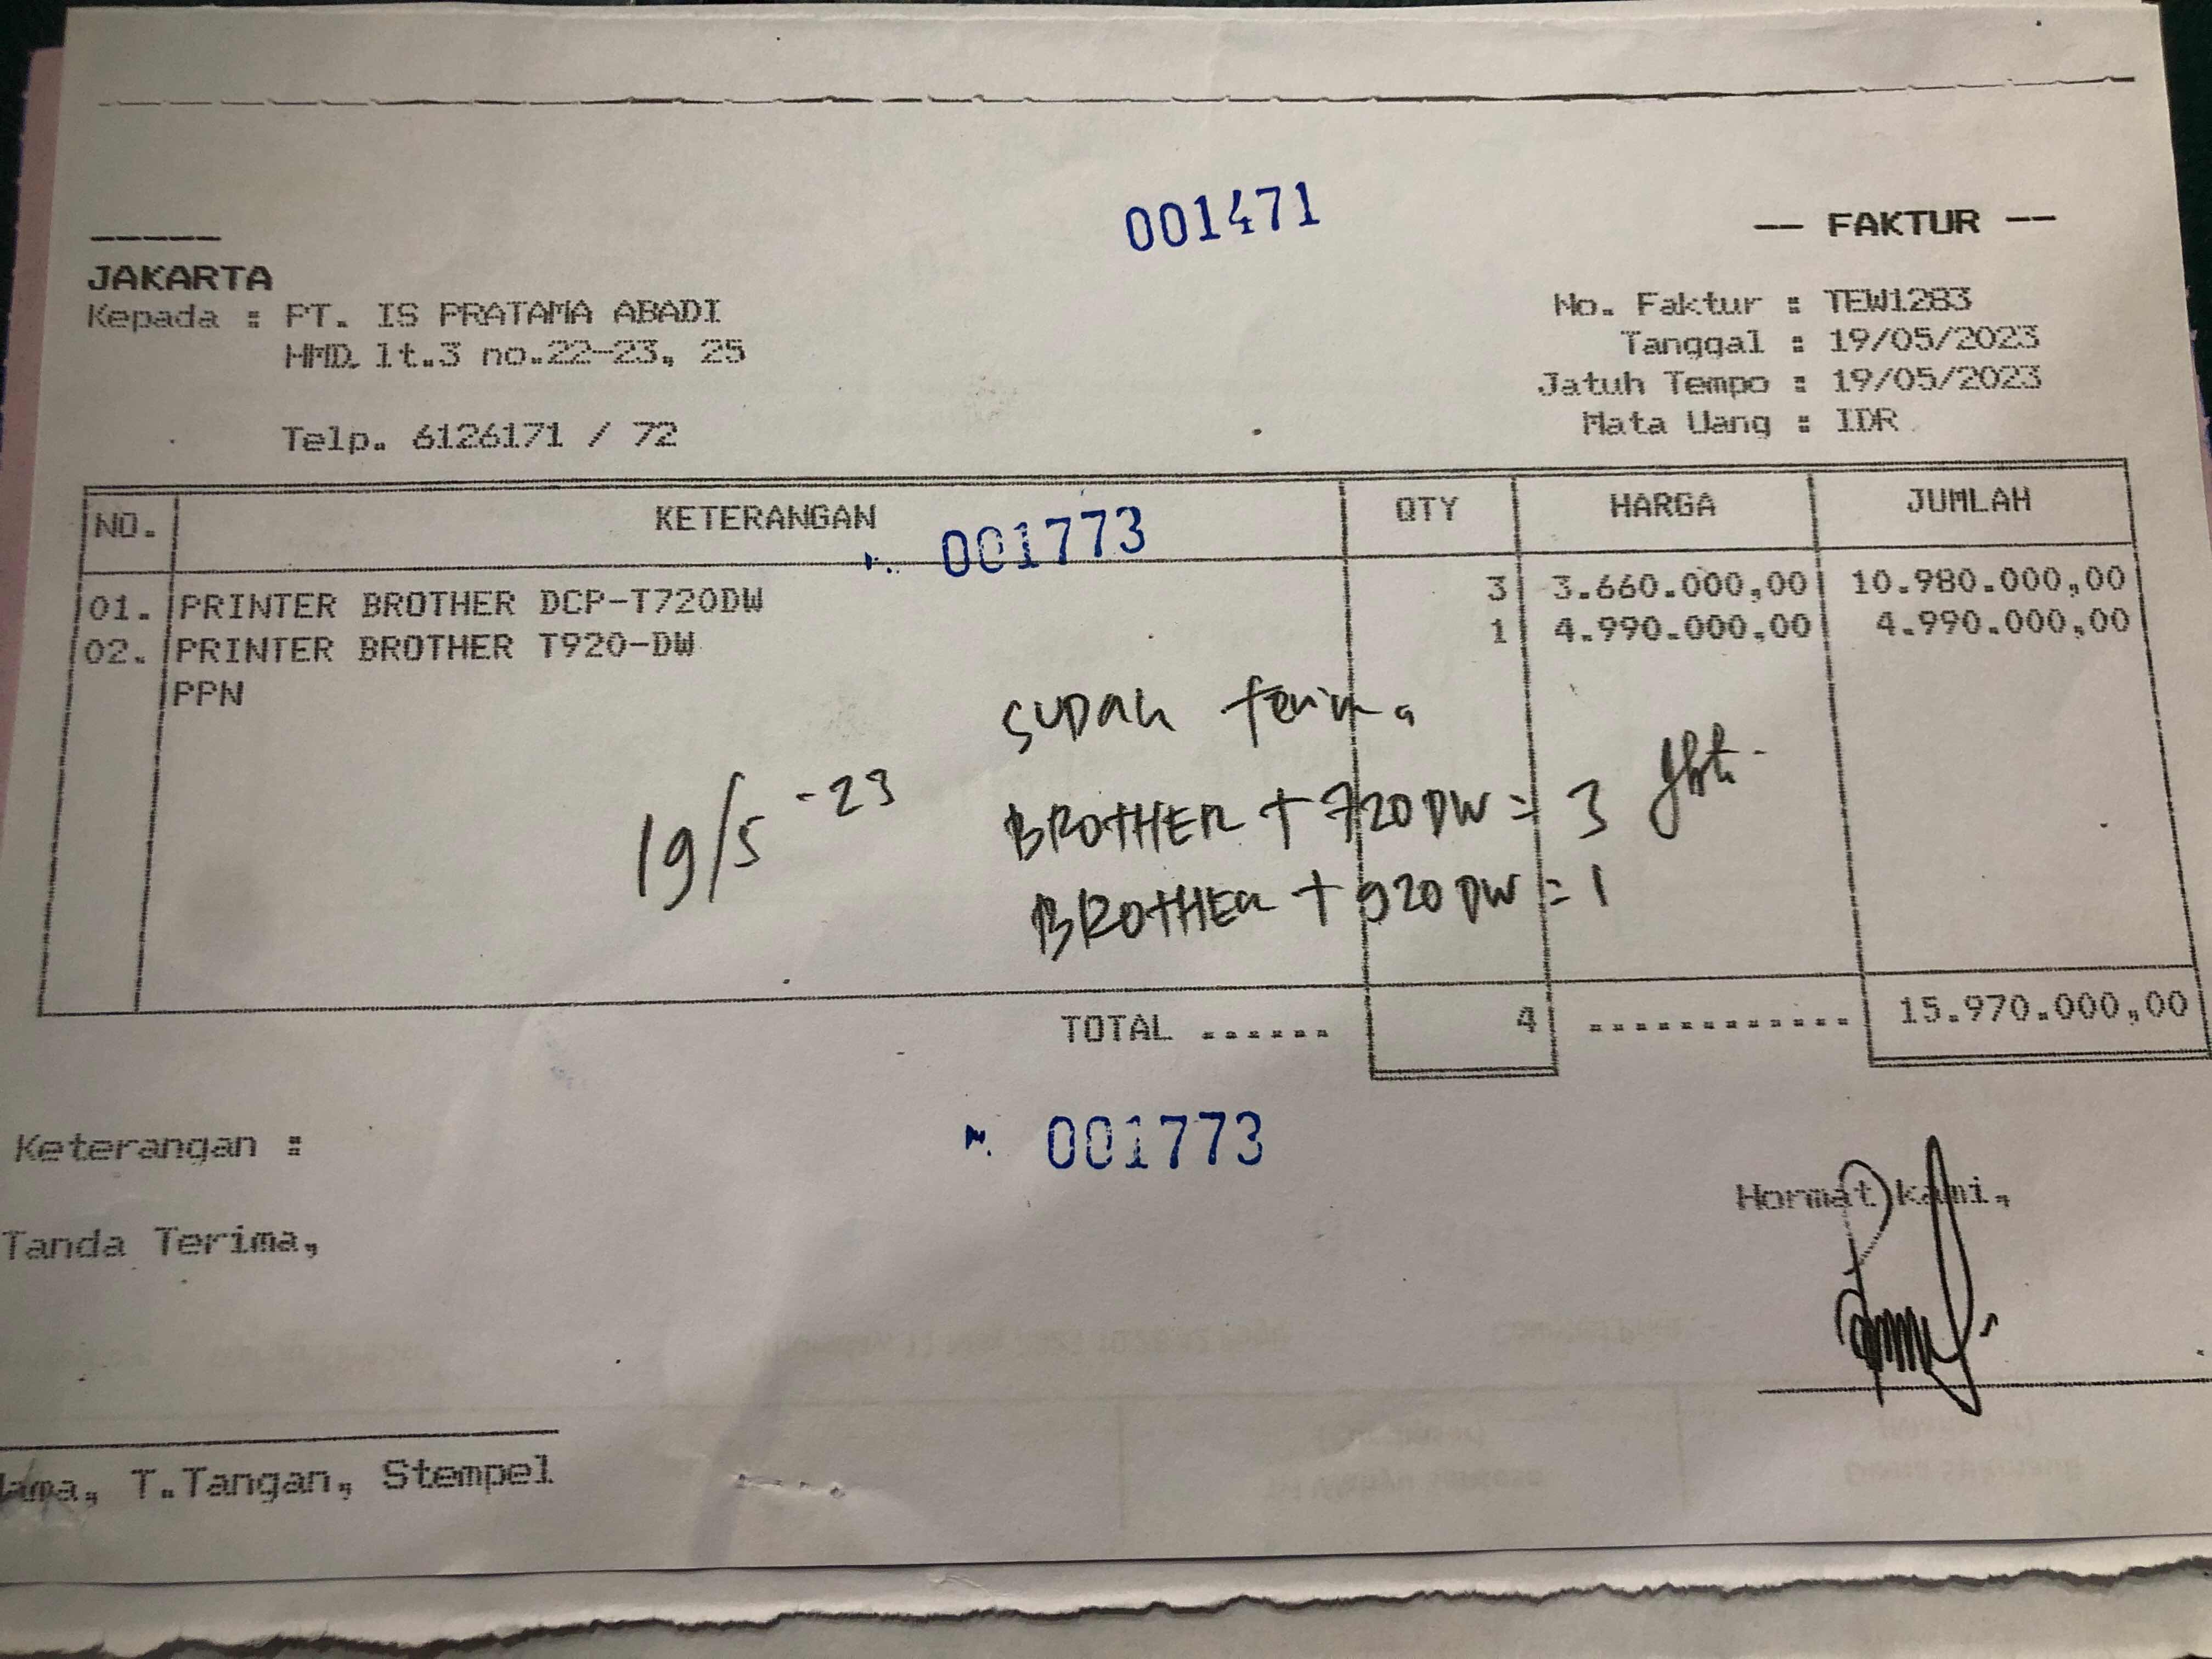 001471
-- FAKTUR --
-----
JAKARTA
Kepada : PT. IS PRATAMA ABADI
HMD. lt.3 no.22-23, 25
Telp. 6126171 / 72
No. Faktur : TEW1283
Tanggal : 19/05/2023
Jatuh Tempo : 19/05/2023
Mata Uang : IDR
NO. KETERANGAN QTY HARGA JUMLAH
001773
01. PRINTER BROTHER DCP-T720DW 3 3.660.000,00 10.980.000,00
02. PRINTER BROTHER T920-DW 1 4.990.000,00 4.990.000,00
PPN
SUDAH terima
19/5 -23
BROTHER T 720 DW = 3
BROTHER T 920 DW = 1
TOTAL ...... 4 ............ 15.970.000,00
001773
Keterangan :
Tanda Terima,
Hormat Kami,
T.Tangan, Stempel